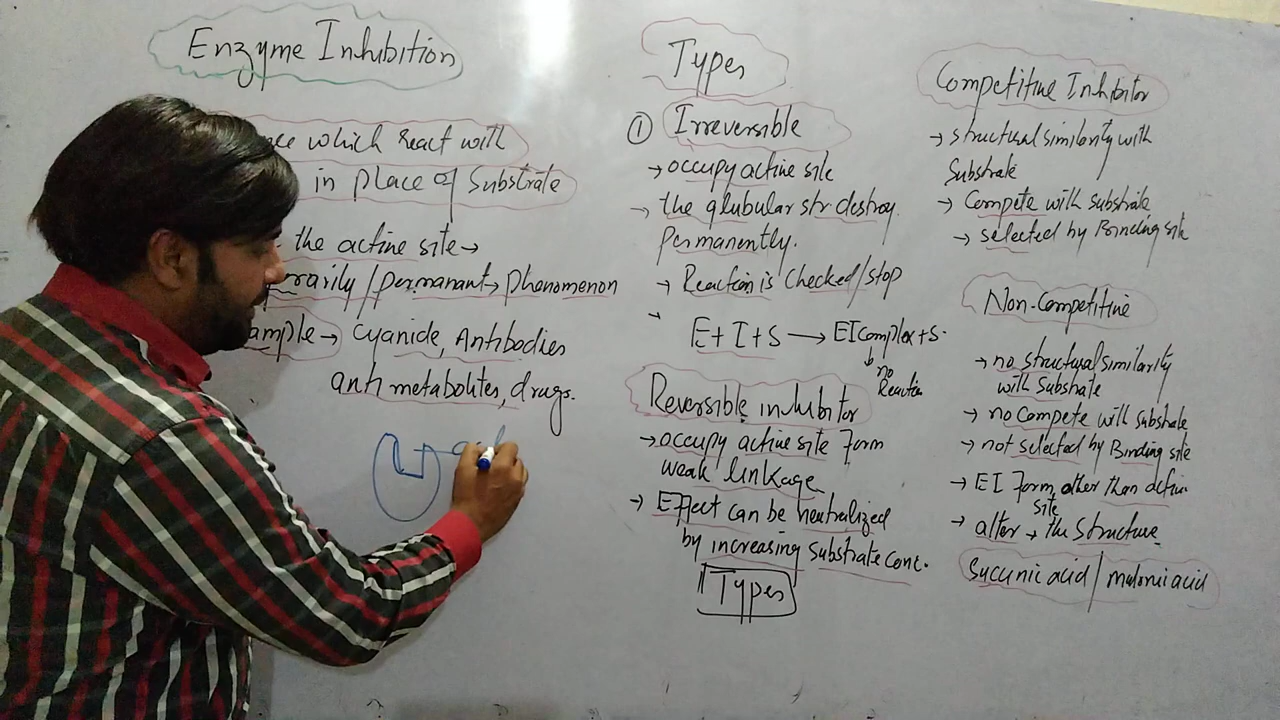 Enzyme Inhibition
which react with
in place of Substrate
the active site →
/permanant → phenomenon
→ Cyanide, Antibodies
anti metabolites, drugs.
Types
① Irreversible
→ occupy active site
→ the globular str destroy
permanently.
→ Reaction is checked/stop
→ E + I + S → EI Complex + S.
↓ no
Reaction
Reversible inhibitor
→ occupy active site Form
weak linkage
→ Effect can be neutralized
by increasing Substrate conc.
Types
Competitive Inhibitor
→ structural similarity with
Substrate
→ Compete with substrate
→ selected by Binding site
Non-Competitive
→ no structural similarity
with Substrate
→ no Compete with substrate
→ not selected by Binding site
→ EI Form other than
site
→ alter → the structure
Succinic acid / malonic acid